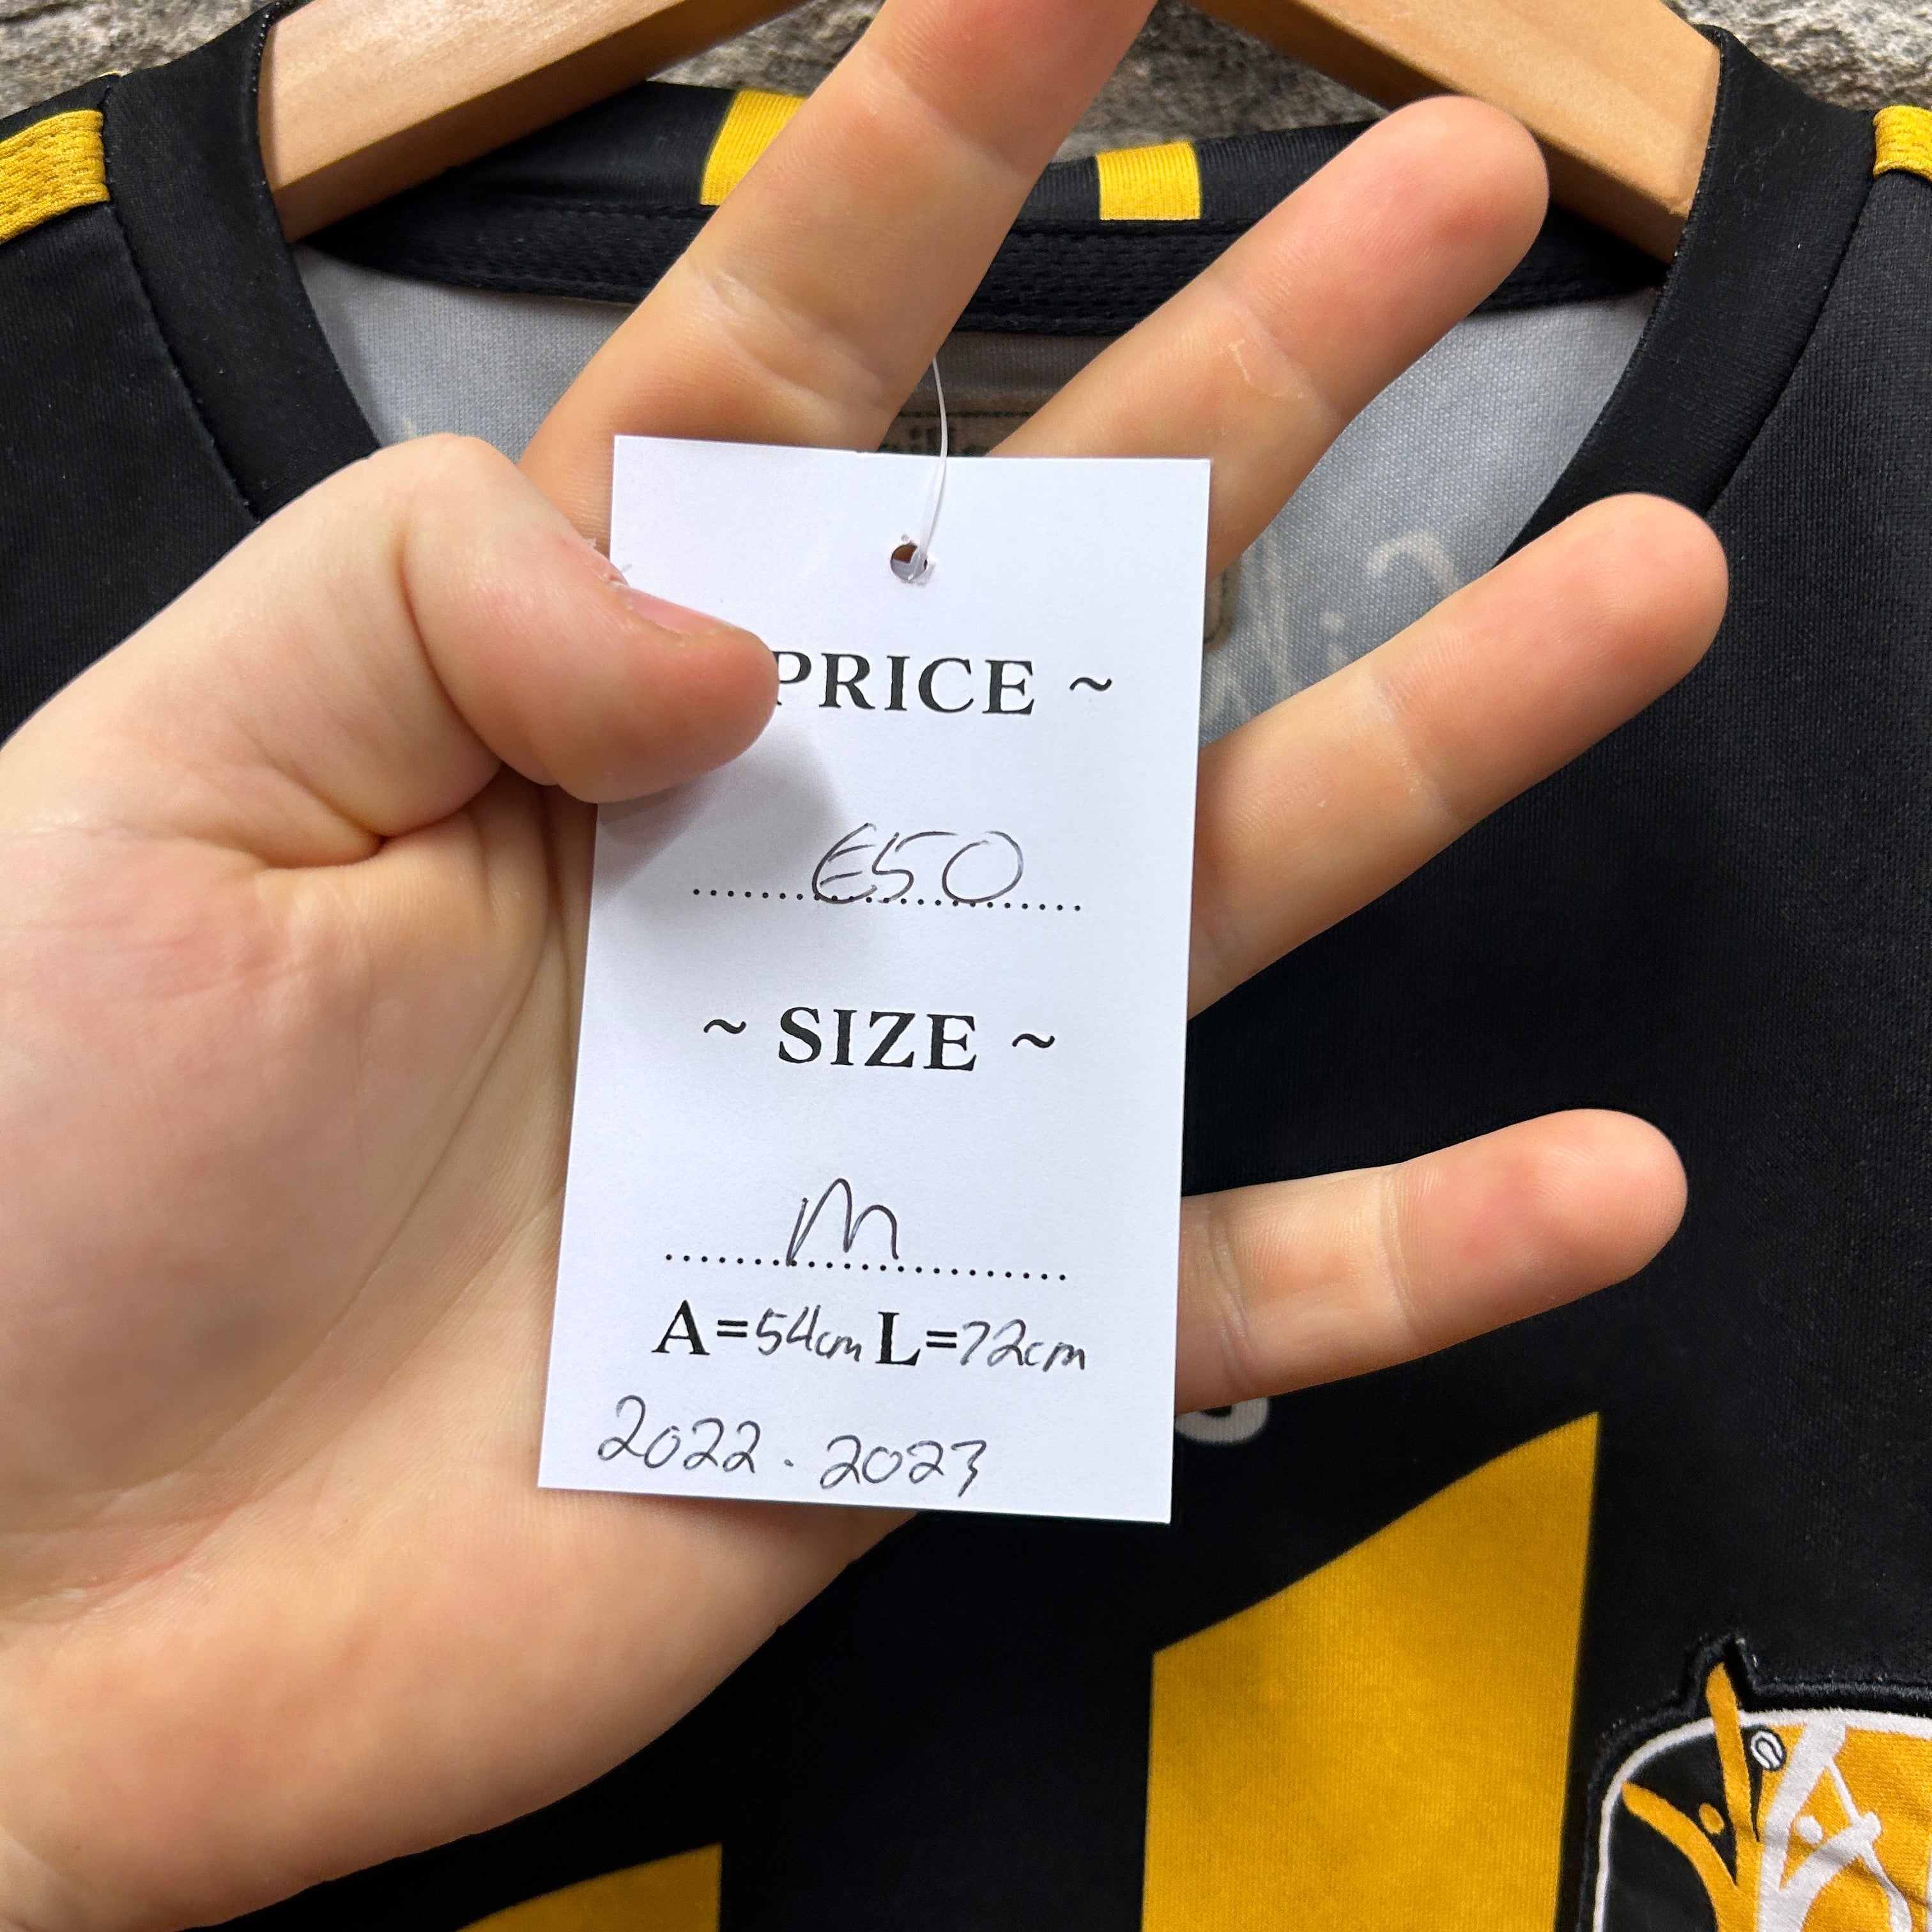 PRICE ~
€50
~ SIZE ~
M
A=54cm L=72cm
2022. 2023